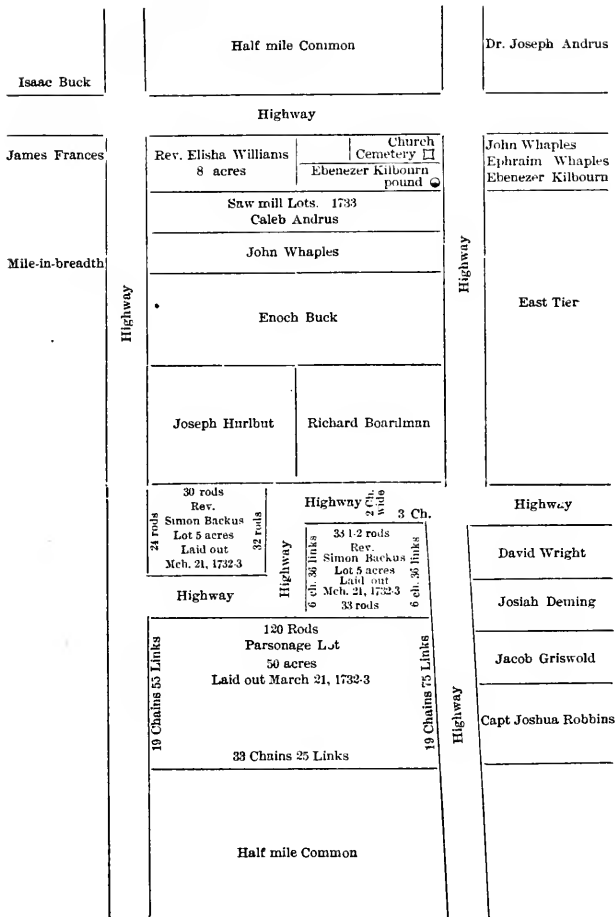 Half mile Common
Dr. Joseph Andrus
Isaac Buck
Highway
James Frances
Rev. Elisha Williams
8 acres
Church
Cemetery
Ebenezer Kilbourn
pound
John Whaples
Ephraim Whaples
Ebenezer Kilbourn
Saw mill Lots. 1733
Caleb Andrus
John Whaples
Mile-in-breadth
Highway
Highway
East Tier
Enoch Buck
Joseph Hurlbut
Richard Boardman
30 rods
Rev.
Simon Backus
Lot 5 acres
Laid out
Mch. 21, 1732-3
24 rods
32 rods
Highway
2 Ch.
wide
3 Ch.
Highway
Highway
33 1-2 rods
Rev.
Simon Backus
Lot 5 acres
Laid out
Mch. 21, 1732-3
33 rods
6 ch. 36 links
6 ch. 36 links
David Wright
Highway
Josiah Deming
120 Rods
Parsonage Lot
50 acres
Laid out March 21, 1732-3
19 Chains 55 Links
19 Chains 75 Links
33 Chains 25 Links
Jacob Griswold
Highway
Capt Joshua Robbins
Half mile Common